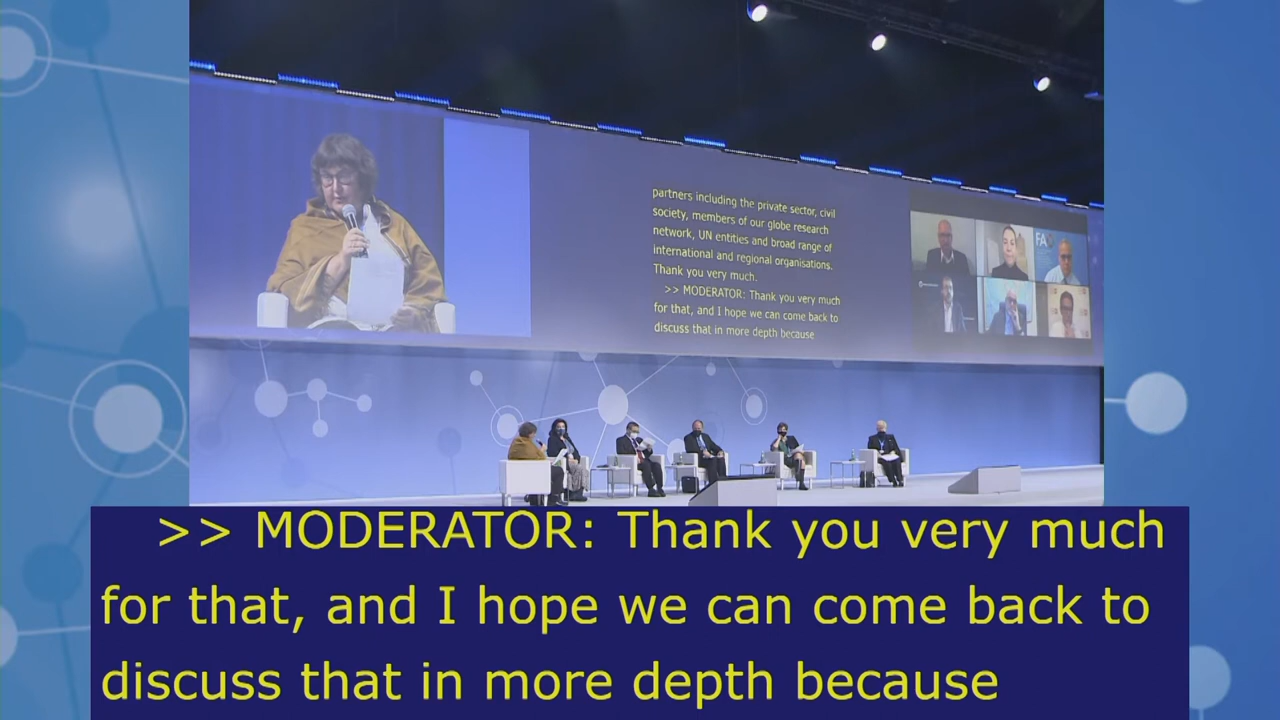 partners including the private sector, civil
society, members of our globe research
network, UN entities and broad range of
international and regional organisations.
Thank you very much.
>> MODERATOR: Thank you very much
for that, and I hope we can come back to
discuss that in more depth because
FA
>> MODERATOR: Thank you very much
for that, and I hope we can come back to
discuss that in more depth because